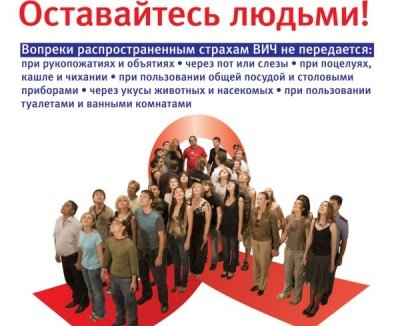 Оставайтесь людьми!
Вопреки распространенным страхам ВИЧ не передается:
при рукопожатиях и объятиях • через пот или слезы • при поцелуях,
кашле и чихании • при пользовании общей посудой и столовыми
приборами • через укусы животных и насекомых • при пользовании
туалетами и ванными комнатами